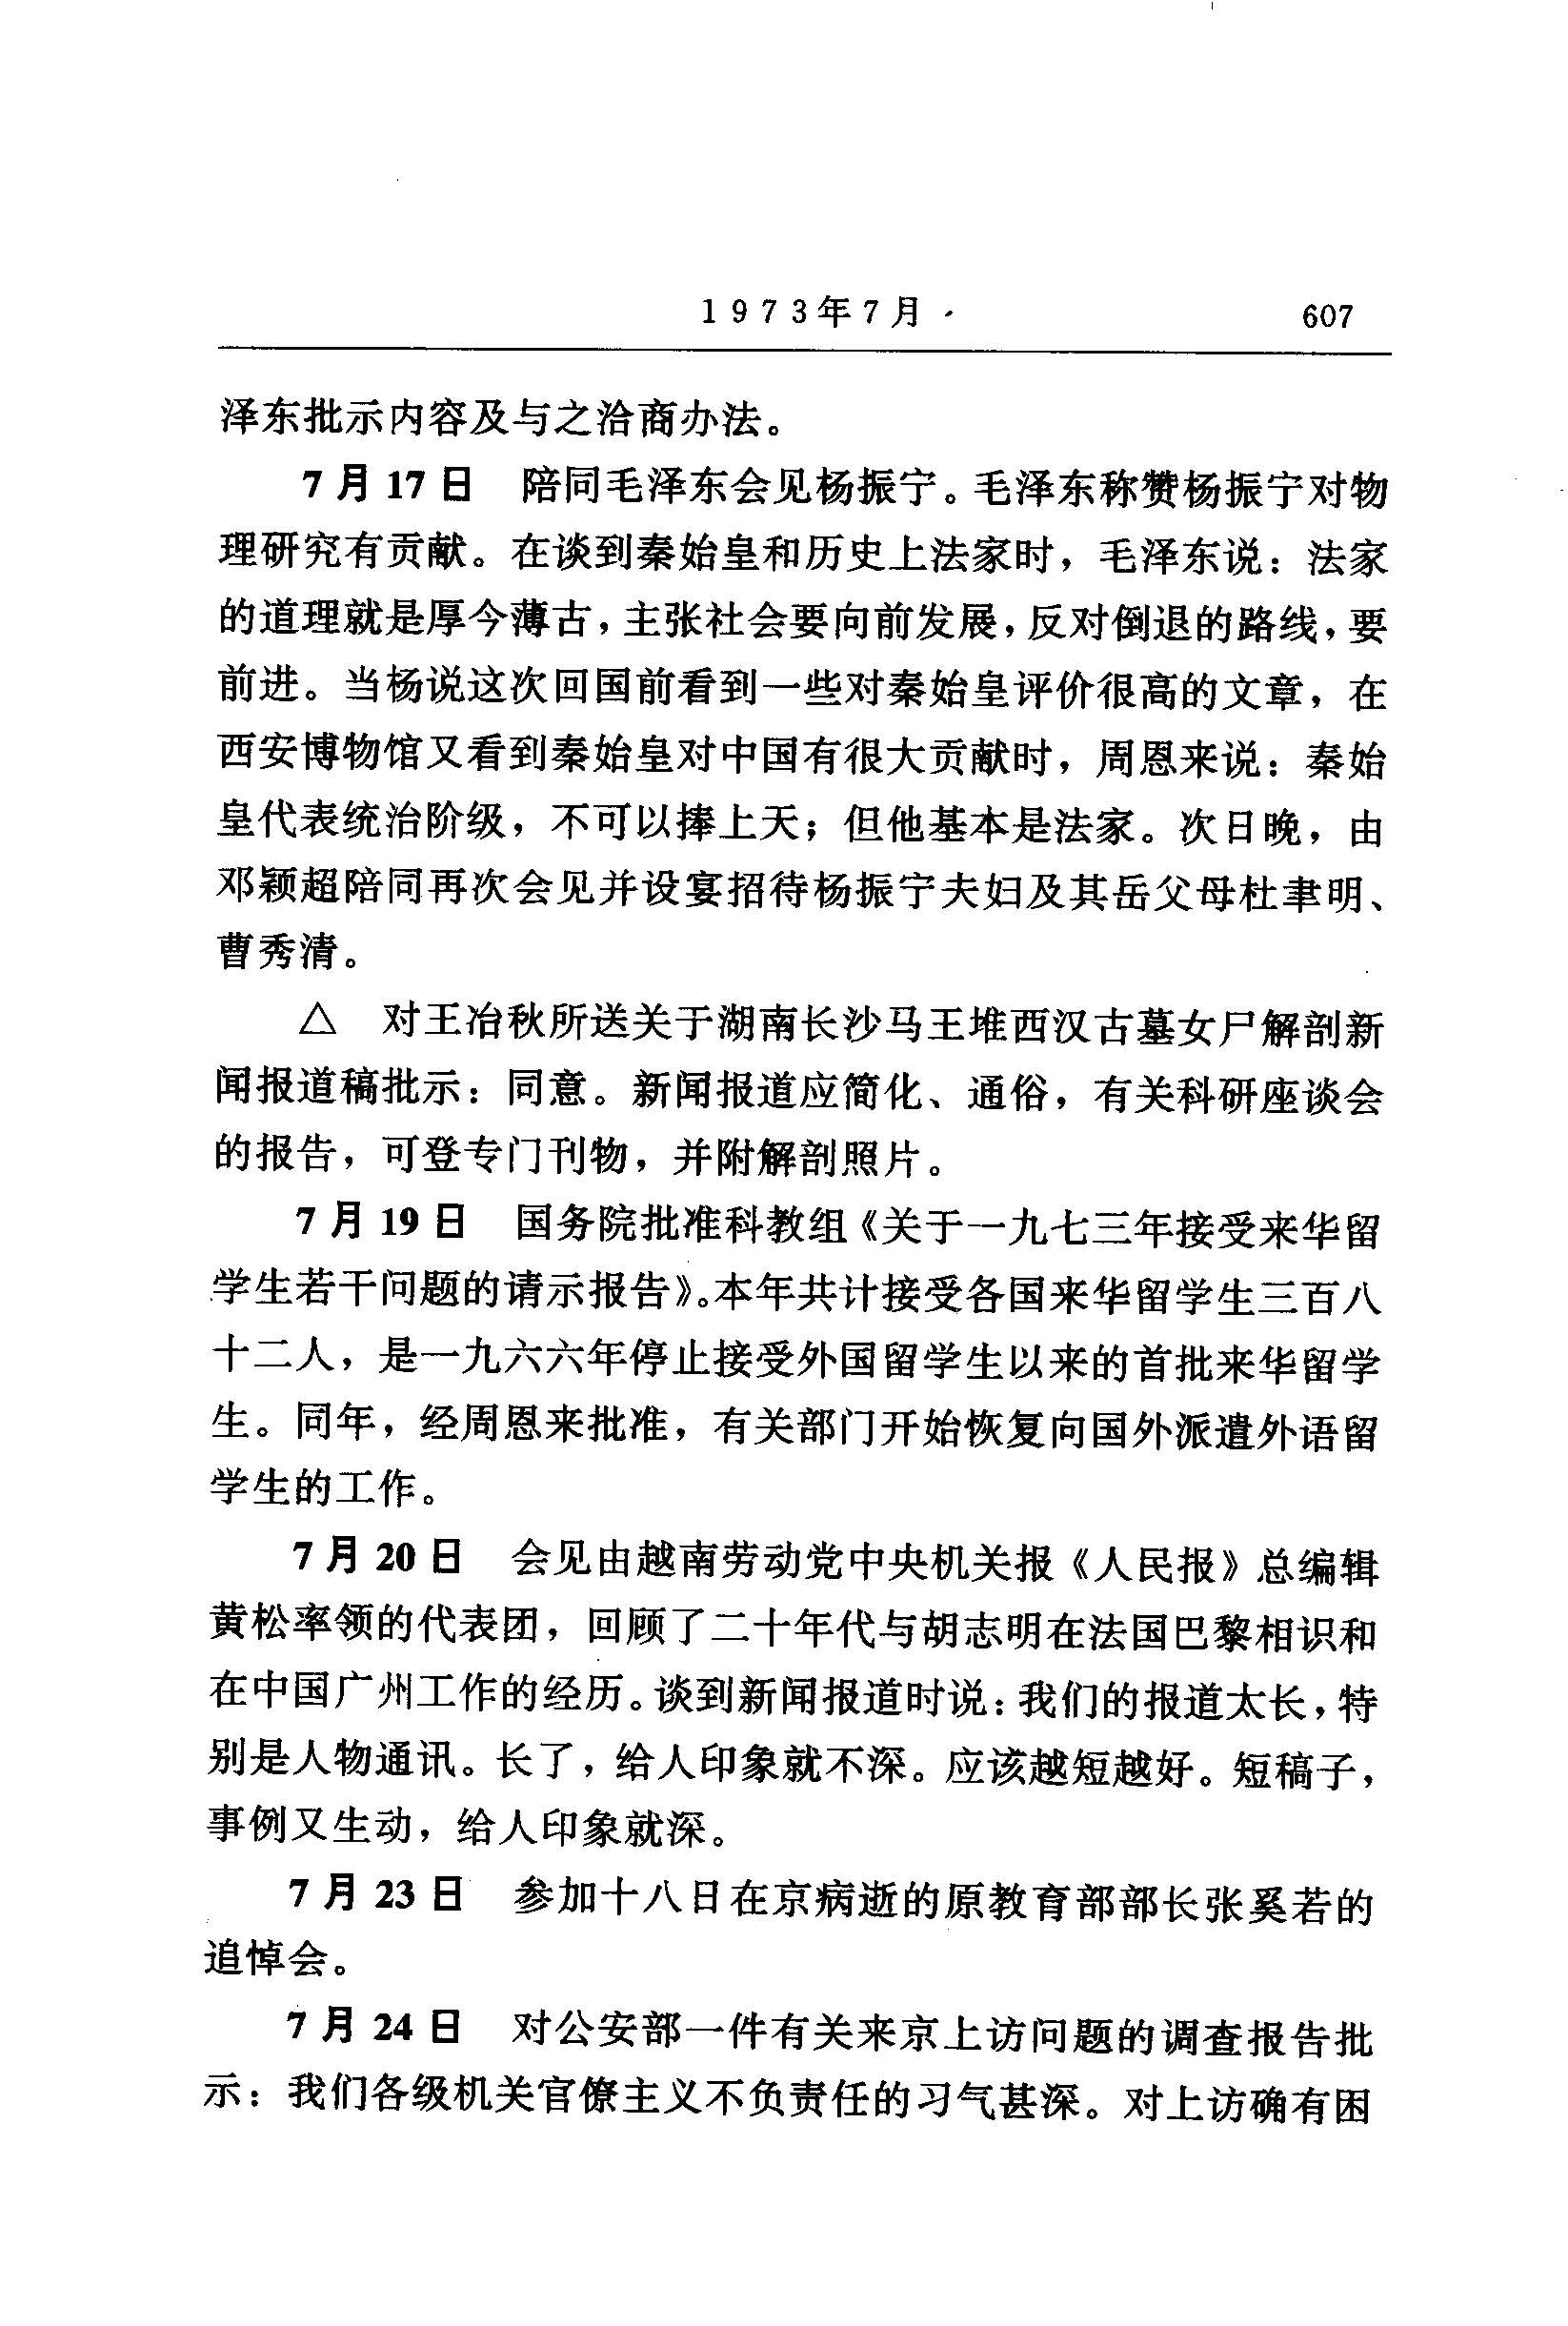 1973年7月
607
泽东批示内容及与之洽商办法。
7月17日　陪同毛泽东会见杨振宁。毛泽东称赞杨振宁对物
理研究有贡献。在谈到秦始皇和历史上法家时，毛泽东说：法家
的道理就是厚今薄古，主张社会要向前发展，反对倒退的路线，要
前进。当杨说这次回国前看到一些对秦始皇评价很高的文章，在
西安博物馆又看到秦始皇对中国有很大贡献时，周恩来说：秦始
皇代表统治阶级，不可以捧上天；但他基本是法家。次日晚，由
邓颖超陪同再次会见并设宴招待杨振宁夫妇及其岳父母杜聿明、
曹秀清。
△　对王冶秋所送关于湖南长沙马王堆西汉古墓女尸解剖新
闻报道稿批示：同意。新闻报道应简化、通俗，有关科研座谈会
的报告，可登专门刊物，并附解剖照片。
7月19日　国务院批准科教组《关于一九七三年接受来华留
学生若干问题的请示报告》。本年共计接受各国来华留学生三百八
十二人，是一九六六年停止接受外国留学生以来的首批来华留学
生。同年，经周恩来批准，有关部门开始恢复向国外派遣外语留
学生的工作。
7月20日　会见由越南劳动党中央机关报《人民报》总编辑
黄松率领的代表团，回顾了二十年代与胡志明在法国巴黎相识和
在中国广州工作的经历。谈到新闻报道时说：我们的报道太长，特
别是人物通讯。长了，给人印象就不深。应该越短越好。短稿子，
事例又生动，给人印象就深。
7月23日　参加十八日在京病逝的原教育部部长张奚若的
追悼会。
7月24日　对公安部一件有关来京上访问题的调查报告批
示：我们各级机关官僚主义不负责任的习气甚深。对上访确有困